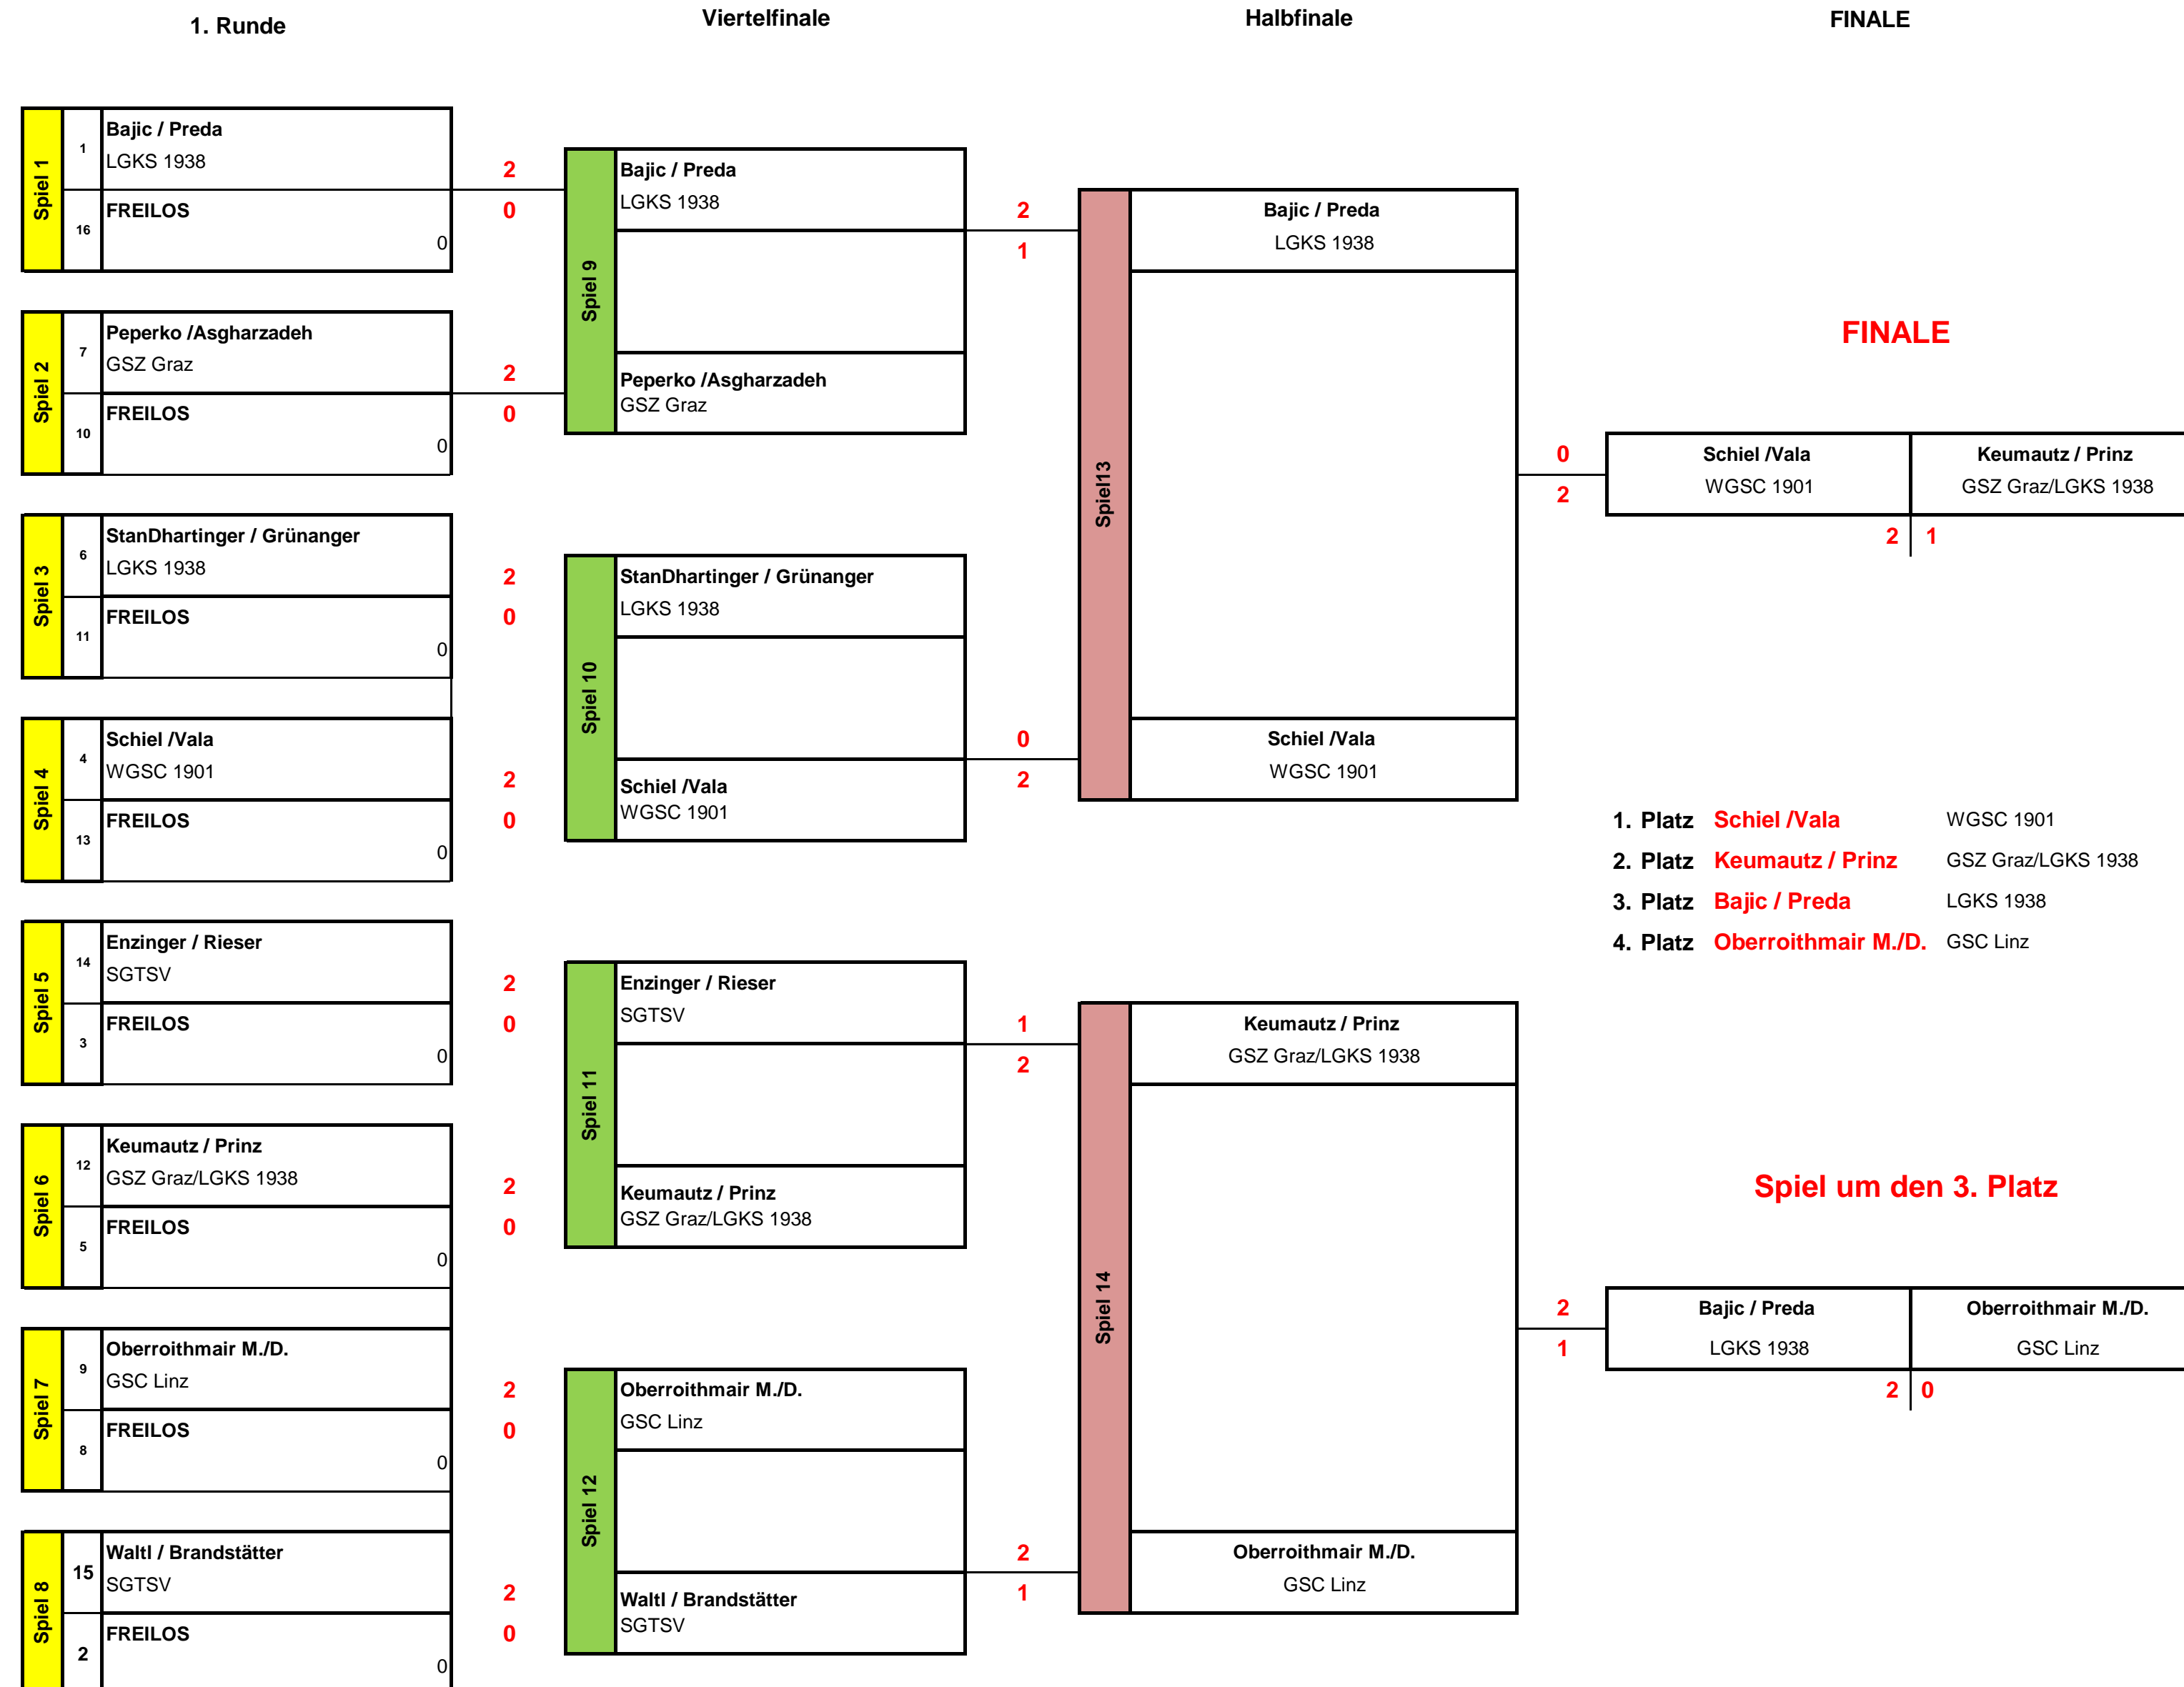 1. Runde
Viertelfinale
Halbfinale
FINALE
Spiel 1
1
Bajic / Preda
LGKS 1938
16
FREILOS
0
2
0
Spiel 2
7
Peperko /Asgharzadeh
GSZ Graz
10
FREILOS
0
2
0
Spiel 3
6
StanDhartinger / Grünanger
LGKS 1938
11
FREILOS
0
2
0
Spiel 4
4
Schiel /Vala
WGSC 1901
13
FREILOS
0
2
0
Spiel 5
14
Enzinger / Rieser
SGTSV
3
FREILOS
0
2
0
Spiel 6
12
Keumautz / Prinz
GSZ Graz/LGKS 1938
5
FREILOS
0
2
0
Spiel 7
9
Oberroithmair M./D.
GSC Linz
8
FREILOS
0
2
0
Spiel 8
15
Waltl / Brandstätter
SGTSV
2
FREILOS
0
2
0
Spiel 9
Bajic / Preda
LGKS 1938
Peperko /Asgharzadeh
GSZ Graz
2
1
Spiel 10
StanDhartinger / Grünanger
LGKS 1938
Schiel /Vala
WGSC 1901
0
2
Spiel 11
Enzinger / Rieser
SGTSV
Keumautz / Prinz
GSZ Graz/LGKS 1938
1
2
Spiel 12
Oberroithmair M./D.
GSC Linz
Waltl / Brandstätter
SGTSV
2
1
Spiel13
Bajic / Preda
LGKS 1938
Schiel /Vala
WGSC 1901
0
2
Spiel 14
Keumautz / Prinz
GSZ Graz/LGKS 1938
Oberroithmair M./D.
GSC Linz
2
1
FINALE
Schiel /Vala Keumautz / Prinz
WGSC 1901 GSZ Graz/LGKS 1938
2 1
1. Platz Schiel /Vala WGSC 1901
2. Platz Keumautz / Prinz GSZ Graz/LGKS 1938
3. Platz Bajic / Preda LGKS 1938
4. Platz Oberroithmair M./D. GSC Linz
Spiel um den 3. Platz
Bajic / Preda Oberroithmair M./D.
LGKS 1938 GSC Linz
2 0